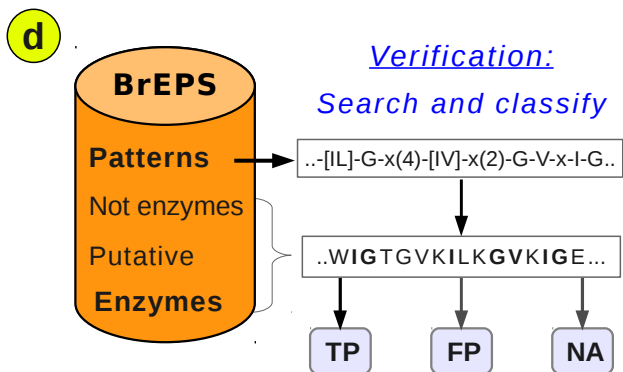 d
BrEPS
Patterns
Not enzymes
Putative
Enzymes
Verification:
Search and classify
..-[IL]-G-x(4)-[IV]-x(2)-G-V-x-I-G..
..WIGTGVKILKGVKIGE...
TP
FP
NA